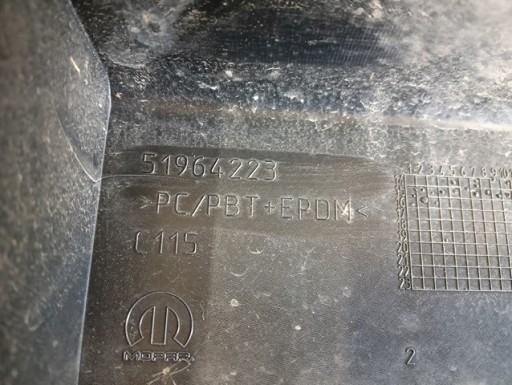 51964223
>PC/PBT+EPDM<
C115
MOPAR
2